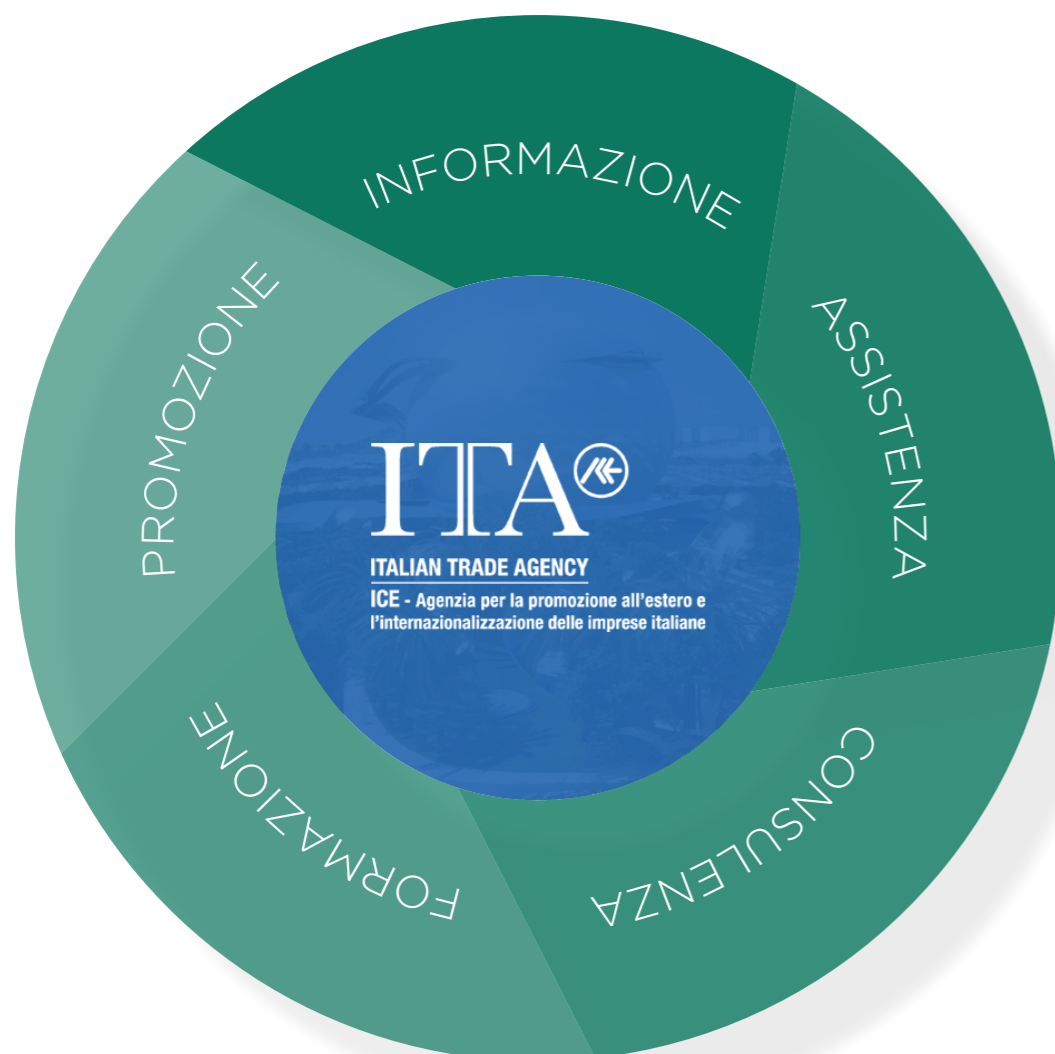 INFORMAZIONE
ASSISTENZA
CONSULENZA
FORMAZIONE
PROMOZIONE
ITA
ITALIAN TRADE AGENCY
ICE - Agenzia per la promozione all'estero e
l'internazionalizzazione delle imprese italiane